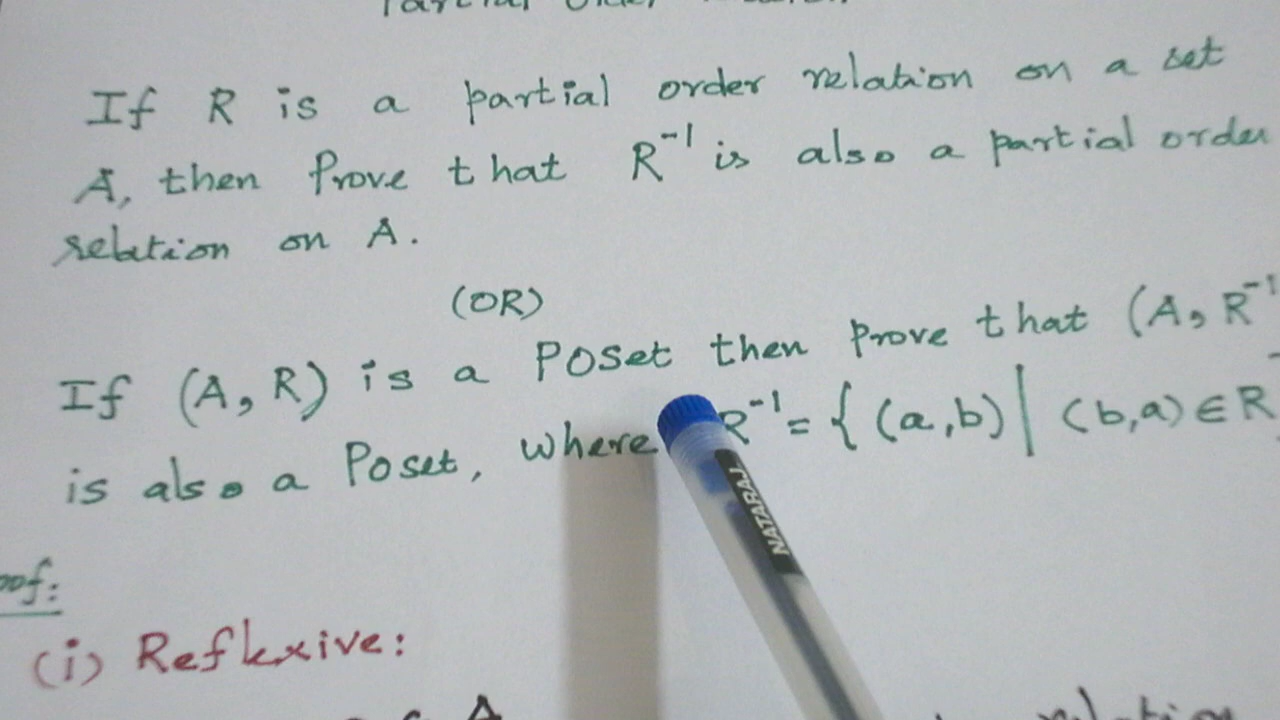 If R is a partial order relation on a set
A, then Prove that R⁻¹ is also a partial order
relation on A.
(OR)
If (A, R) is a Poset then Prove that (A, R⁻¹
is also a Poset, where R⁻¹ = { (a,b) | (b,a) ∈ R
NATARAJ
oof:
(i) Reflexive:
A